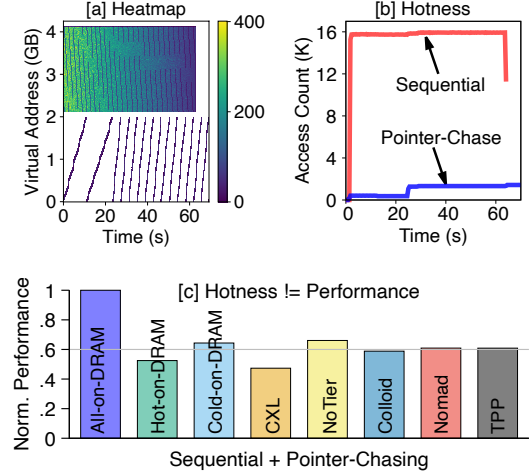 [a] Heatmap
Virtual Address (GB)
4
3
2
1
0
0 20 40 60
Time (s)
400
200
0
[b] Hotness
Access Count (K)
16
12
8
4
0
0 20 40 60
Time (s)
Sequential
Pointer-Chase
[c] Hotness != Performance
Norm. Performance
1
.8
.6
.4
.2
0
All-on-DRAM
Hot-on-DRAM
Cold-on-DRAM
CXL
NoTier
Colloid
Nomad
TPP
Sequential + Pointer-Chasing